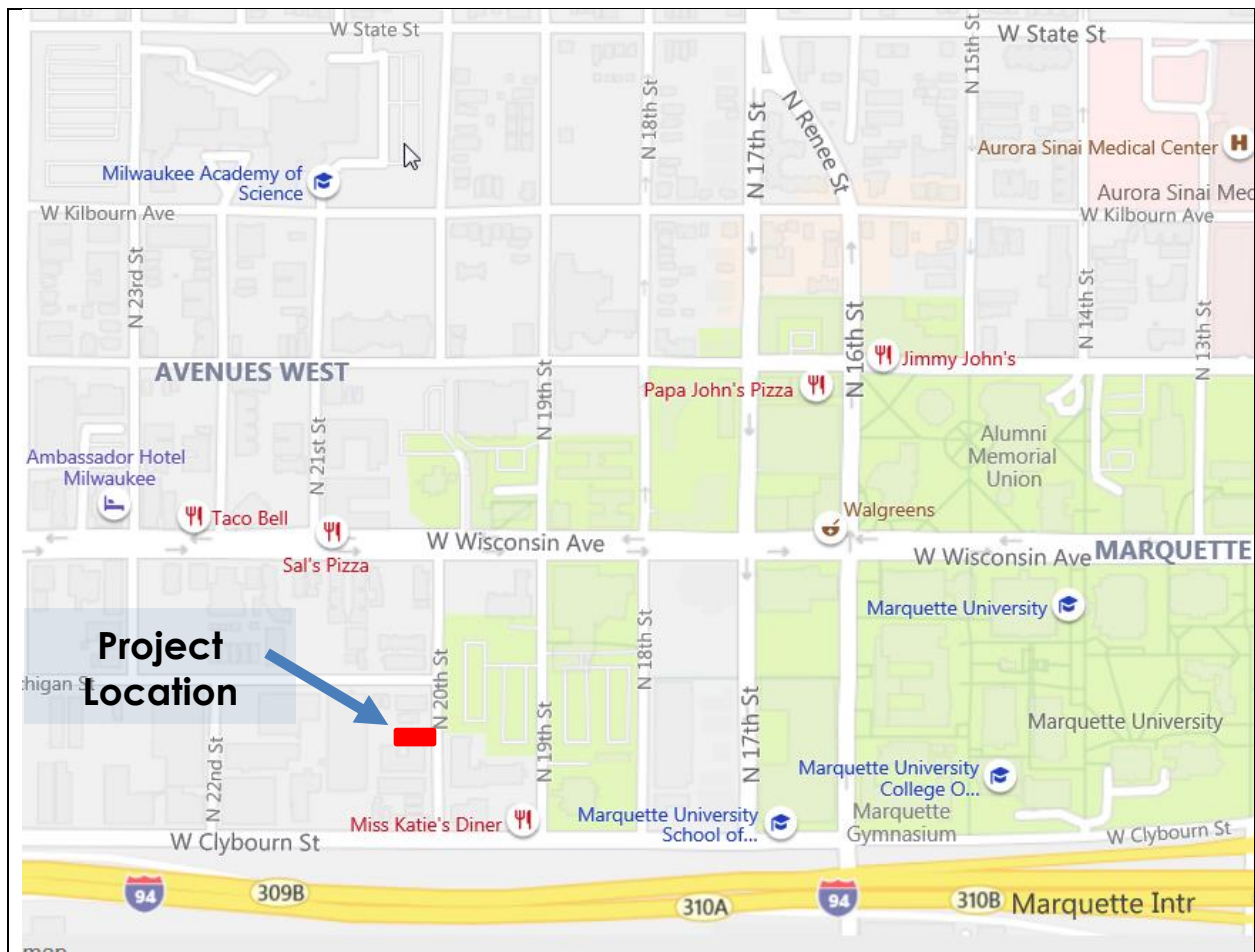 W State St
W State St
N 15th St
N 18th St
N 17th St
N Renee St
Aurora Sinai Medical Center
H
Milwaukee Academy of
Science
Aurora Sinai Med
W Kilbourn Ave
W Kilbourn Ave
N 23rd St
N 14th St
N 13th St
N 16th St
Jimmy John's
AVENUES WEST
Papa John's Pizza
N 19th St
N 21st St
Alumni
Memorial
Union
Ambassador Hotel
Milwaukee
Taco Bell
Walgreens
W Wisconsin Ave
W Wisconsin Ave
MARQUETTE
Sal's Pizza
Marquette University
Project
Location
higan St
N 20th St
N 18th St
N 19th St
N 17th St
N 22nd St
Marquette University
Marquette University
College O...
Miss Katie's Diner
Marquette University
School of...
Marquette
Gymnasium
W Clybourn St
W Clybourn St
94
309B
310A
94
310B
Marquette Intr